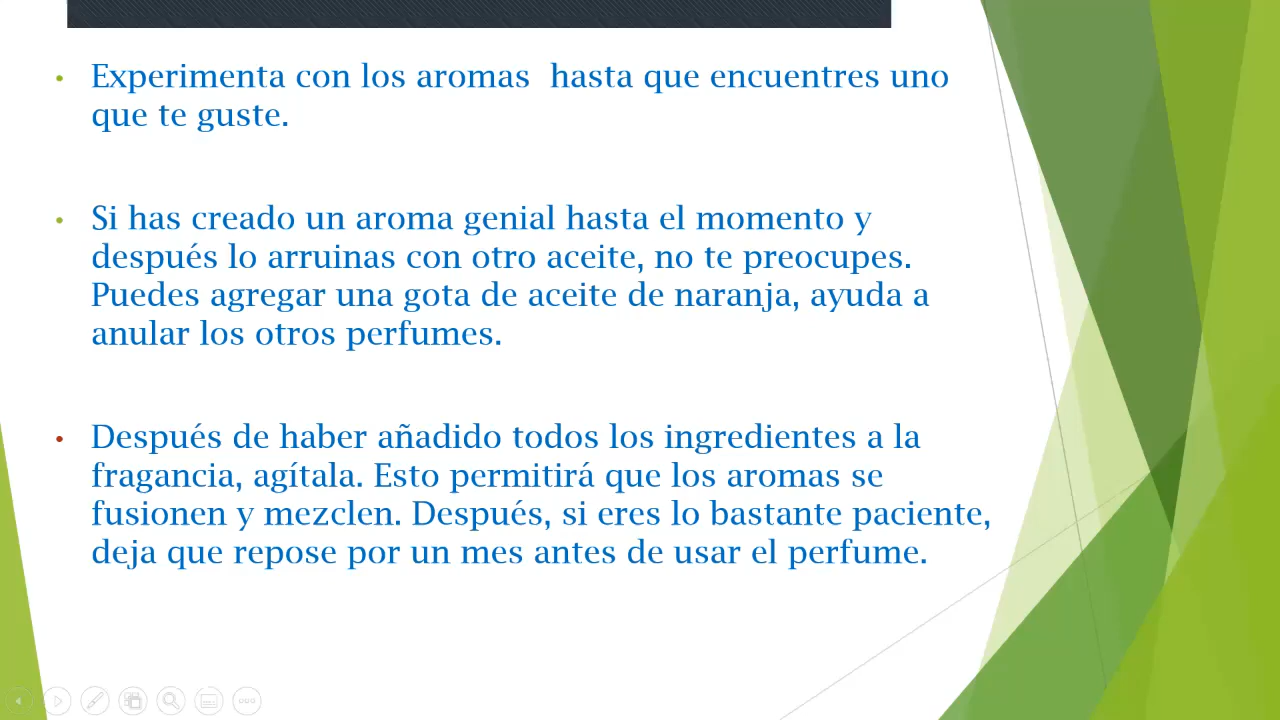 Experimenta con los aromas  hasta que encuentres uno
que te guste.
Si has creado un aroma genial hasta el momento y
después lo arruinas con otro aceite, no te preocupes.
Puedes agregar una gota de aceite de naranja, ayuda a
anular los otros perfumes.
Después de haber añadido todos los ingredientes a la
fragancia, agítala. Esto permitirá que los aromas se
fusionen y mezclen. Después, si eres lo bastante paciente,
deja que repose por un mes antes de usar el perfume.